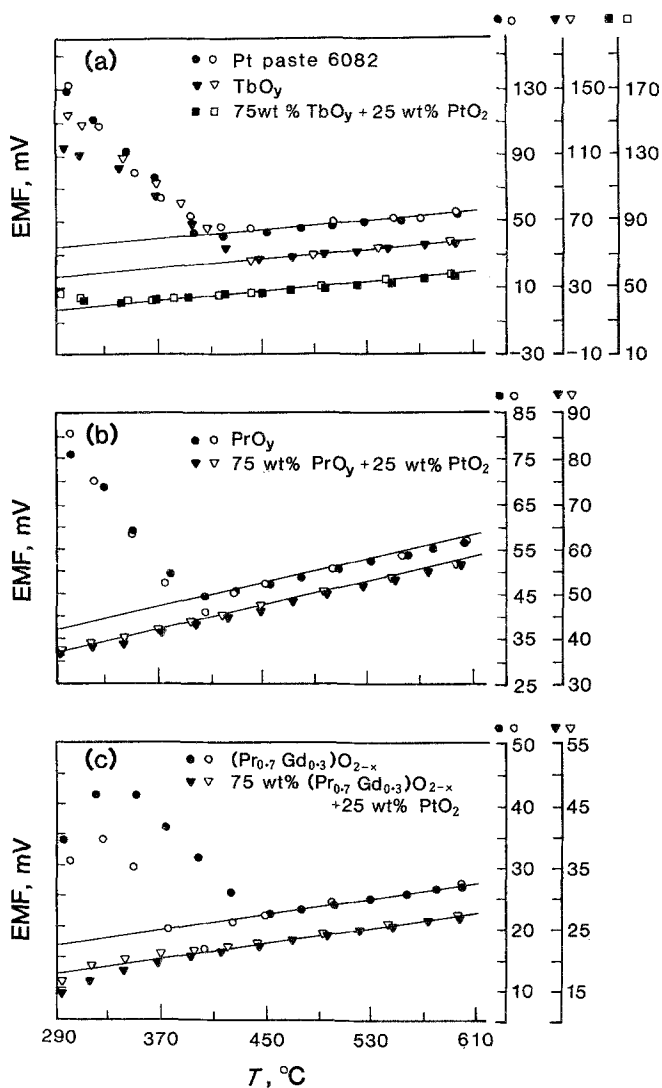 (a)
Pt paste 6082
TbOy
75wt % TbOy + 25 wt% PtO2
EMF, mV
130 150 170
90 110 130
50 70 90
10 30 50
-30 -10 10
(b)
PrOy
75 wt% PrOy + 25 wt% PtO2
EMF, mV
85 90
75 80
65 70
55 60
45 50
35 40
25 30
(c)
(Pr0.7 Gd0.3)O2-x
75 wt% (Pr0.7 Gd0.3)O2-x
+25 wt% PtO2
EMF, mV
50 55
40 45
30 35
20 25
10 15
290 370 450 530 610
T, °C